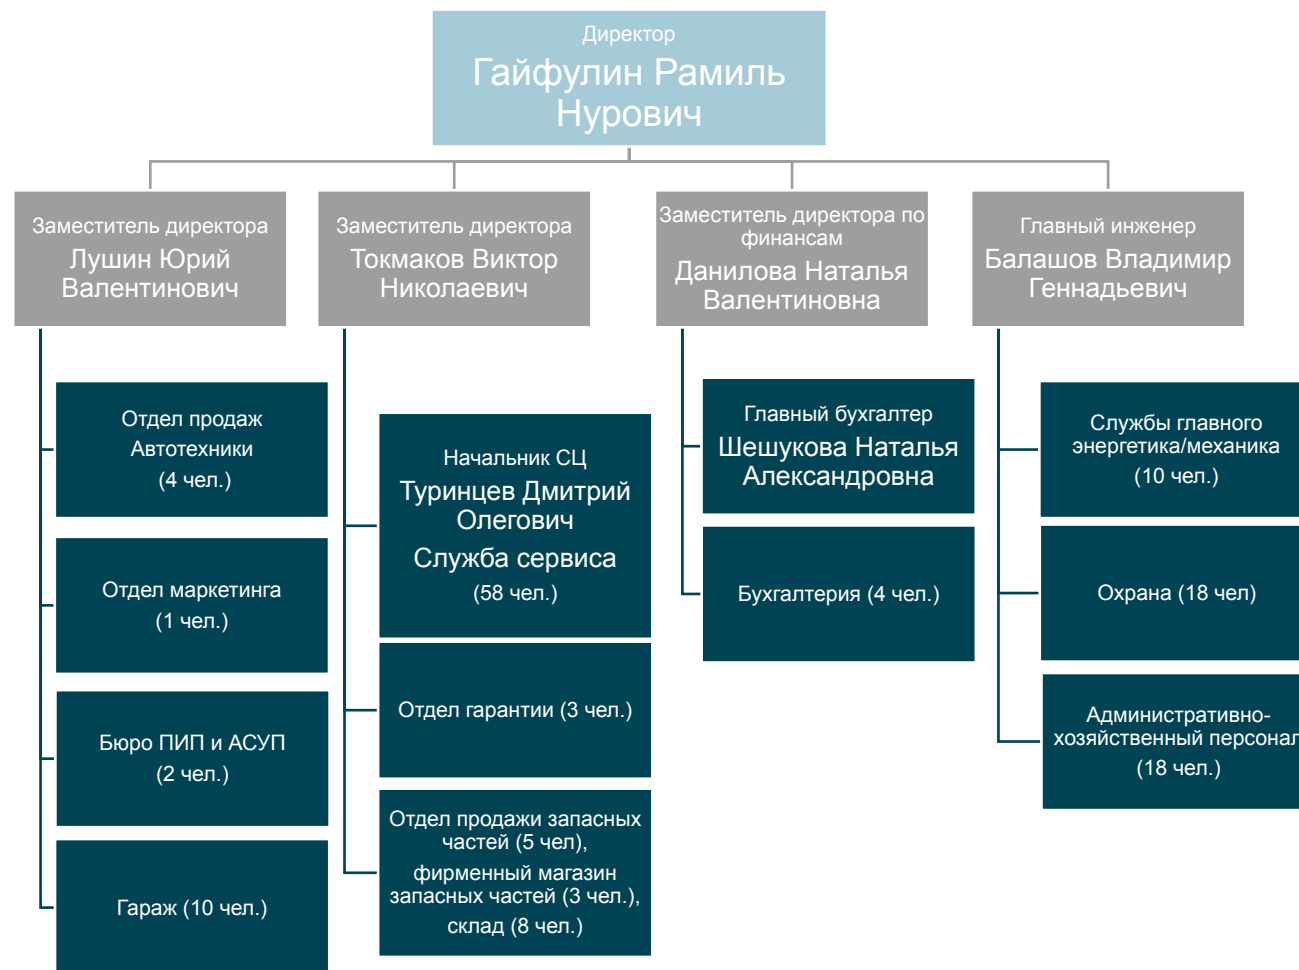 Директор
Гайфулин Рамиль
Нурович
Заместитель директора
Лушин Юрий
Валентинович
Заместитель директора
Токмаков Виктор
Николаевич
Заместитель директора по
финансам
Данилова Наталья
Валентиновна
Главный инженер
Балашов Владимир
Геннадьевич
Отдел продаж
Автотехники
(4 чел.)
Отдел маркетинга
(1 чел.)
Бюро ПИП и АСУП
(2 чел.)
Гараж (10 чел.)
Начальник СЦ
Туринцев Дмитрий
Олегович
Служба сервиса
(58 чел.)
Отдел гарантии (3 чел.)
Отдел продажи запасных
частей (5 чел),
фирменный магазин
запасных частей (3 чел.),
склад (8 чел.)
Главный бухгалтер
Шешукова Наталья
Александровна
Бухгалтерия (4 чел.)
Службы главного
энергетика/механика
(10 чел.)
Охрана (18 чел)
Административно-
хозяйственный персонал
(18 чел.)